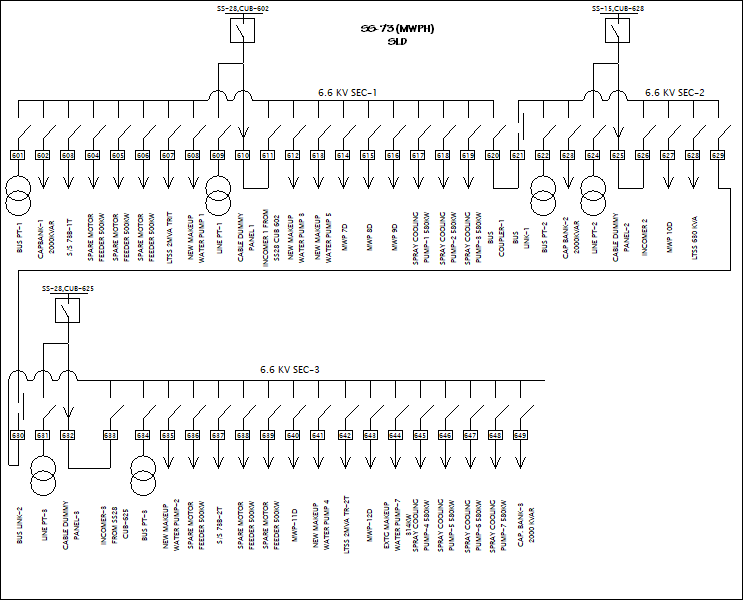 SS-28,CUB-602
SS-73 (MWPH)
SLD
SS-15,CUB-628
6.6 KV SEC-1
6.6 KV SEC-2
601
602
603
604
605
606
607
608
609
610
611
612
613
614
615
616
617
618
619
620
621
622
623
624
625
626
627
628
629
BUS PT-1
CAPBANK-1
2000KVAR
S/S 78B-1T
SPARE MOTOR
FEEDER 500KW
SPARE MOTOR
FEEDER 500KW
SPARE MOTOR
FEEDER 500KW
LTSS 2MVA TR1T
NEW MAKEUP
WATER PUMP 1
LINE PT-1
CABLE DUMMY
PANEL 1
INCOMER 1 FROM
SS28 CUB 602
NEW MAKEUP
WATER PUMP 3
NEW MAKEUP
WATER PUMP 5
MWP 7D
MWP 8D
MWP 9D
SPRAY COOLING
PUMP-1 580KW
SPRAY COOLING
PUMP-2 580KW
SPRAY COOLING
PUMP-3 580KW
BUS
COUPLER-1
BUS
LINK-1
BUS PT-2
CAP BANK-2
2000KVAR
LINE PT-2
CABLE DUMMY
PANEL-2
INCOMER 2
MWP 10D
LTSS 630 KVA
SS-28,CUB-625
6.6 KV SEC-3
630
631
632
633
634
635
636
637
638
639
640
641
642
643
644
645
646
647
648
649
BUS LINK-2
LINE PT-3
CABLE DUMMY
PANEL-3
INCOMER-3
FROM SS28
CUB-625
BUS PT-3
NEW MAKEUP
WATER PUMP-2
SPARE MOTOR
FEEDER 500KW
S/S 78B-2T
SPARE MOTOR
FEEDER 500KW
SPARE MOTOR
FEEDER 500KW
MWP-11D
NEW MAKEUP
WATER PUMP 4
LTSS 2MVA TR-2T
MWP-12D
EXTG MAKEUP
WATER PUMP-7
814KW
SPRAY COOLING
PUMP-4 580KW
SPRAY COOLING
PUMP-5 580KW
SPRAY COOLING
PUMP-6 580KW
SPRAY COOLING
PUMP-7 580KW
CAP. BANK-3
2000 KVAR